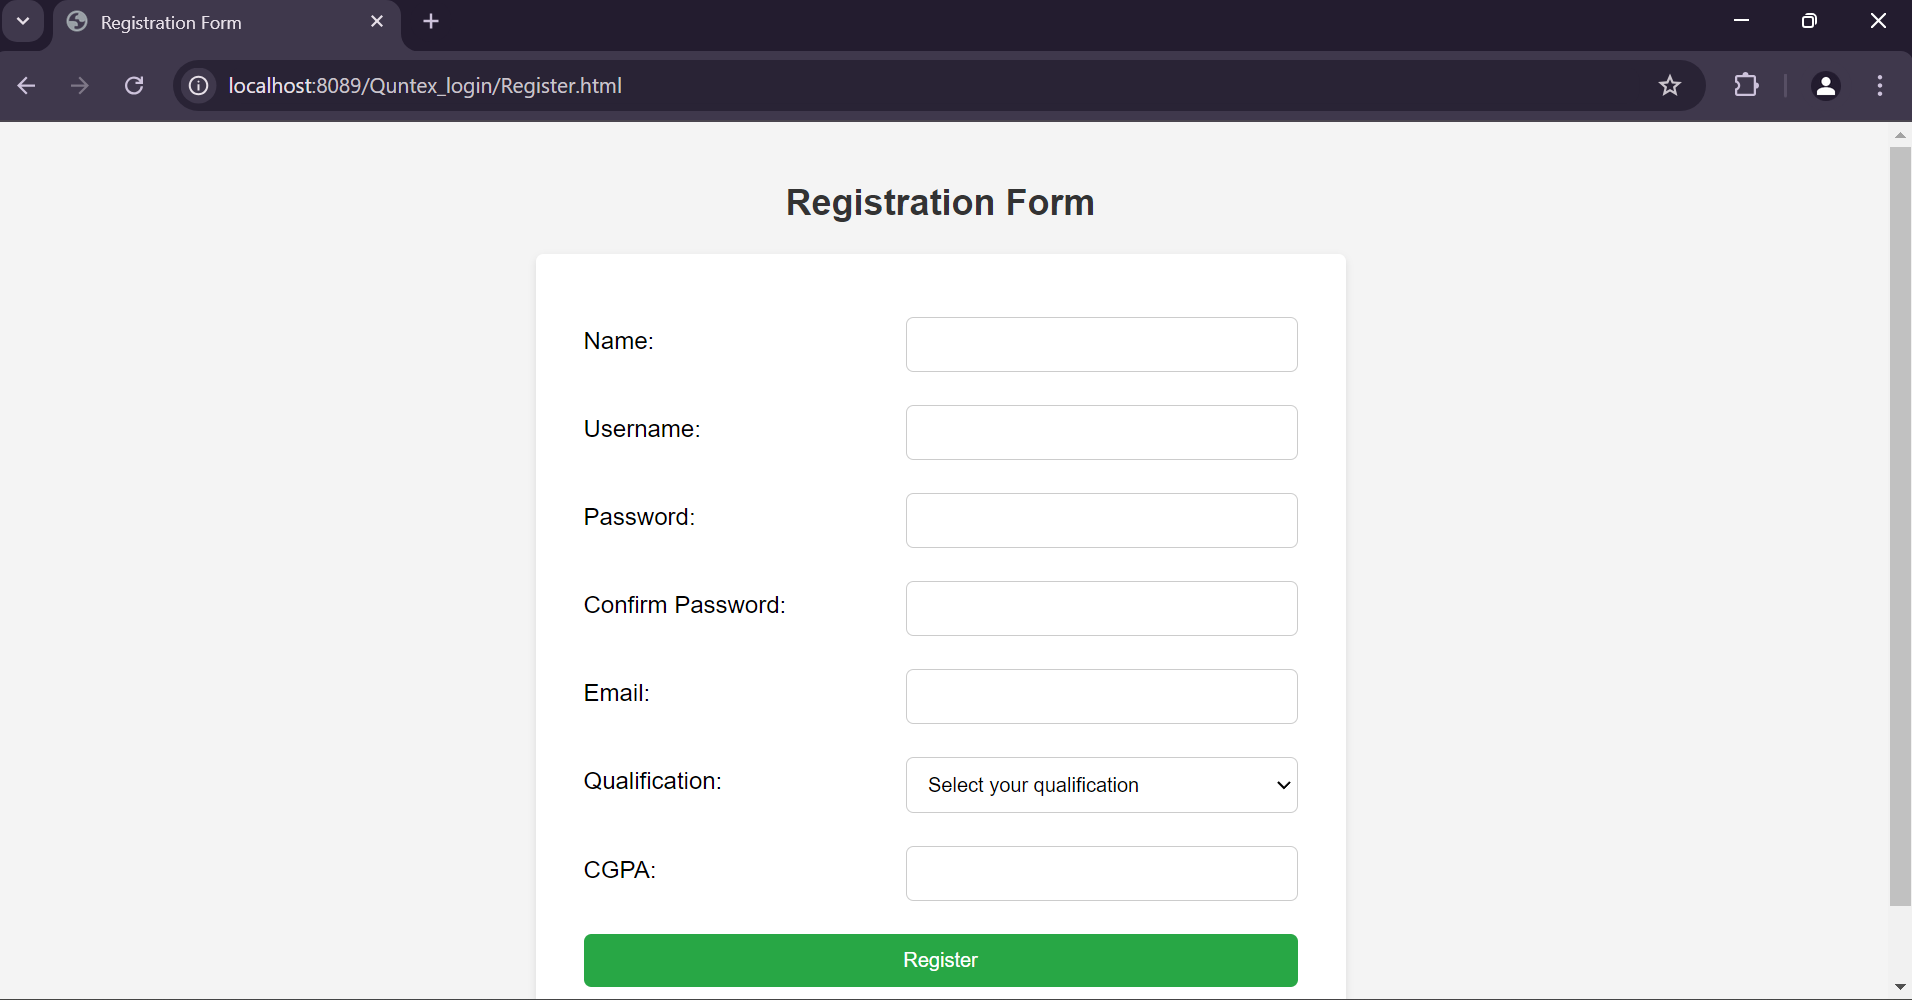 Registration Form
localhost:8089/Quntex_login/Register.html
Registration Form
Name:
Username:
Password:
Confirm Password:
Email:
Qualification: Select your qualification
CGPA:
Register